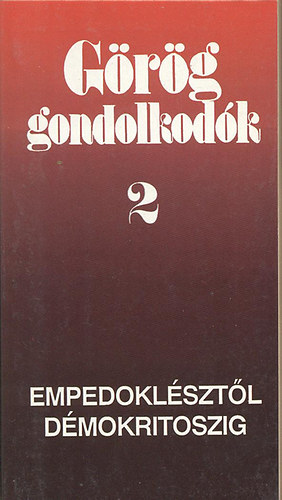 Görög
gondolkodók
2
EMPEDOKLÉSZTŐL
DÉMOKRITOSZIG